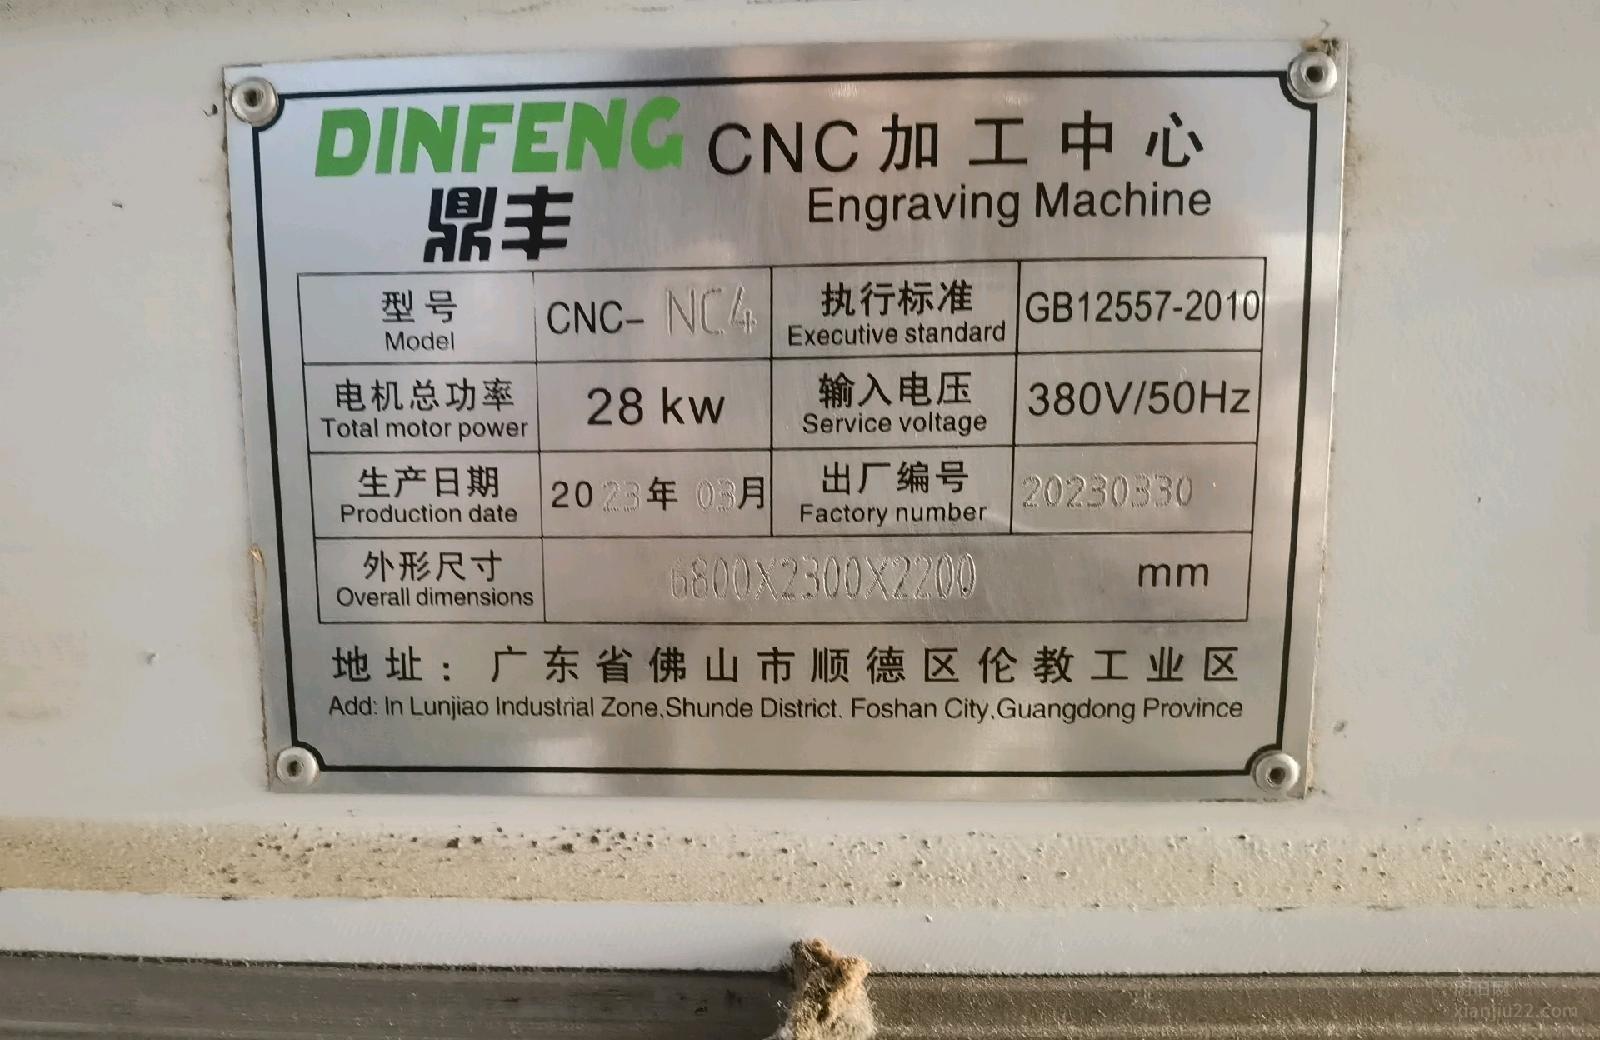 DINFENG CNC加工中心
鼎丰 Engraving Machine
型号 CNC- NC4 执行标准 GB12557-2010
Model Executive standard
电机总功率 28 kw 输入电压 380V/50Hz
Total motor power Service voltage
生产日期 2023年 03月 出厂编号 20230330
Production date Factory number
外形尺寸 6800X2300X2200 mm
Overall dimensions
地址：广东省佛山市顺德区伦教工业区
Add: In Lunjiao Industrial Zone,Shunde District. Foshan City,Guangdong Province
xianjiu22.com